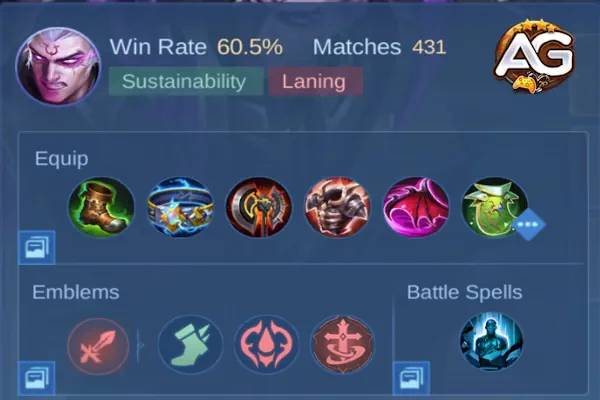 Win Rate 60.5% Matches 431
AG
Sustainability Laning
Equip
Emblems
Battle Spells